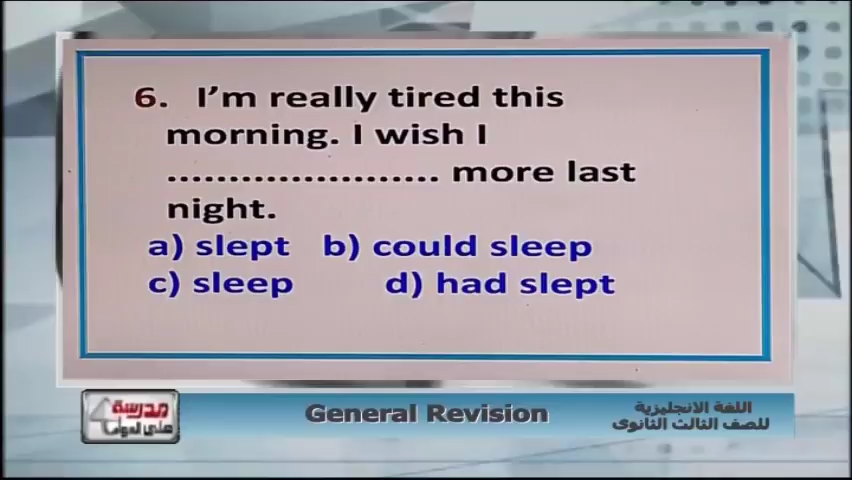 6. I'm really tired this
morning. I wish I
...................... more last
night.
a) slept b) could sleep
c) sleep d) had slept
مدرسة
على الهواء
General Revision
اللغة الانجليزية
للصف الثالث الثانوى